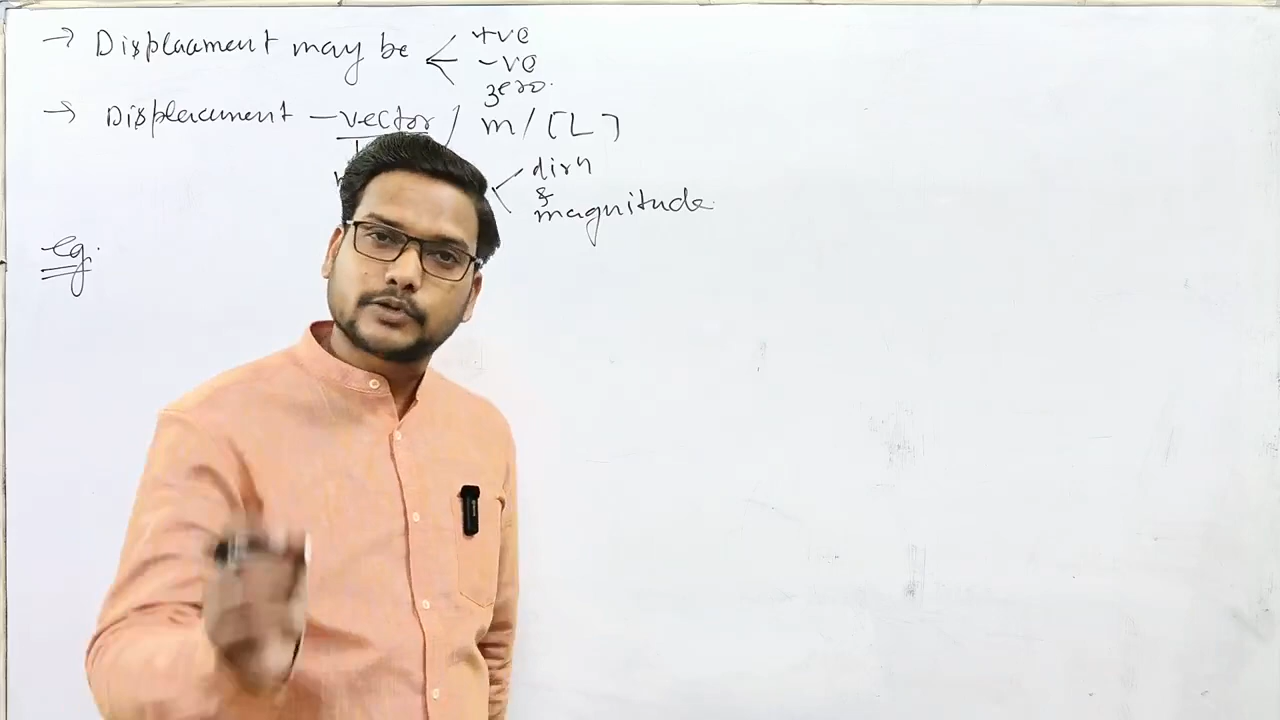 → Displacement may be < +ve
-ve
zero.
→ Displacement - vector / m / [L]
dirn
&
magnitude
eg.